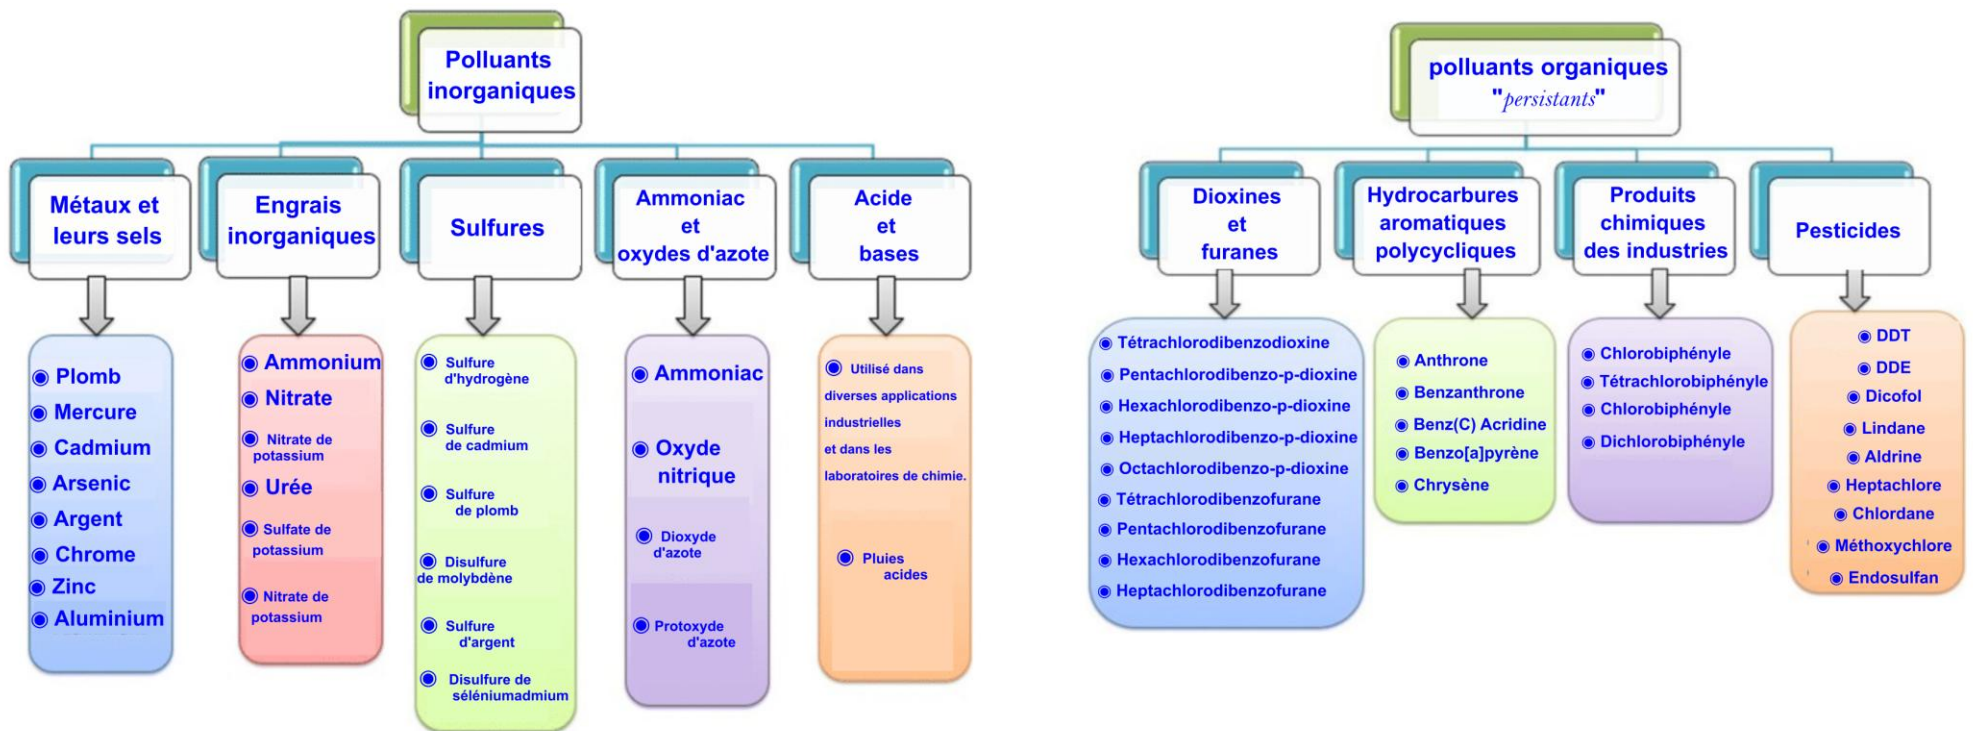 Polluants
inorganiques
Métaux et
leurs sels
Engrais
inorganiques
Sulfures
Ammoniac
et
oxydes d'azote
Acide
et
bases
◉ Plomb
◉ Mercure
◉ Cadmium
◉ Arsenic
◉ Argent
◉ Chrome
◉ Zinc
◉ Aluminium
◉ Ammonium
◉ Nitrate
◉ Nitrate de
potassium
◉ Urée
◉ Sulfate de
potassium
◉ Nitrate de
potassium
◉ Sulfure
d'hydrogène
◉ Sulfure
de cadmium
◉ Sulfure
de plomb
◉ Disulfure
de molybdène
◉ Sulfure
d'argent
◉ Disulfure de
séléniumadmium
◉ Ammoniac
◉ Oxyde
nitrique
◉ Dioxyde
d'azote
◉ Protoxyde
d'azote
◉ Utilisé dans
diverses applications
industrielles
et dans les
laboratoires de chimie.
◉ Pluies
acides
polluants organiques
"persistants"
Dioxines
et
furanes
Hydrocarbures
aromatiques
polycycliques
Produits
chimiques
des industries
Pesticides
◉ Tétrachlorodibenzodioxine
◉ Pentachlorodibenzo-p-dioxine
◉ Hexachlorodibenzo-p-dioxine
◉ Heptachlorodibenzo-p-dioxine
◉ Octachlorodibenzo-p-dioxine
◉ Tétrachlorodibenzofurane
◉ Pentachlorodibenzofurane
◉ Hexachlorodibenzofurane
◉ Heptachlorodibenzofurane
◉ Anthrone
◉ Benzanthrone
◉ Benz(C) Acridine
◉ Benzo[a]pyrène
◉ Chrysène
◉ Chlorobiphényle
◉ Tétrachlorobiphényle
◉ Chlorobiphényle
◉ Dichlorobiphényle
◉ DDT
◉ DDE
◉ Dicofol
◉ Lindane
◉ Aldrine
◉ Heptachlore
◉ Chlordane
◉ Méthoxychlore
◉ Endosulfan